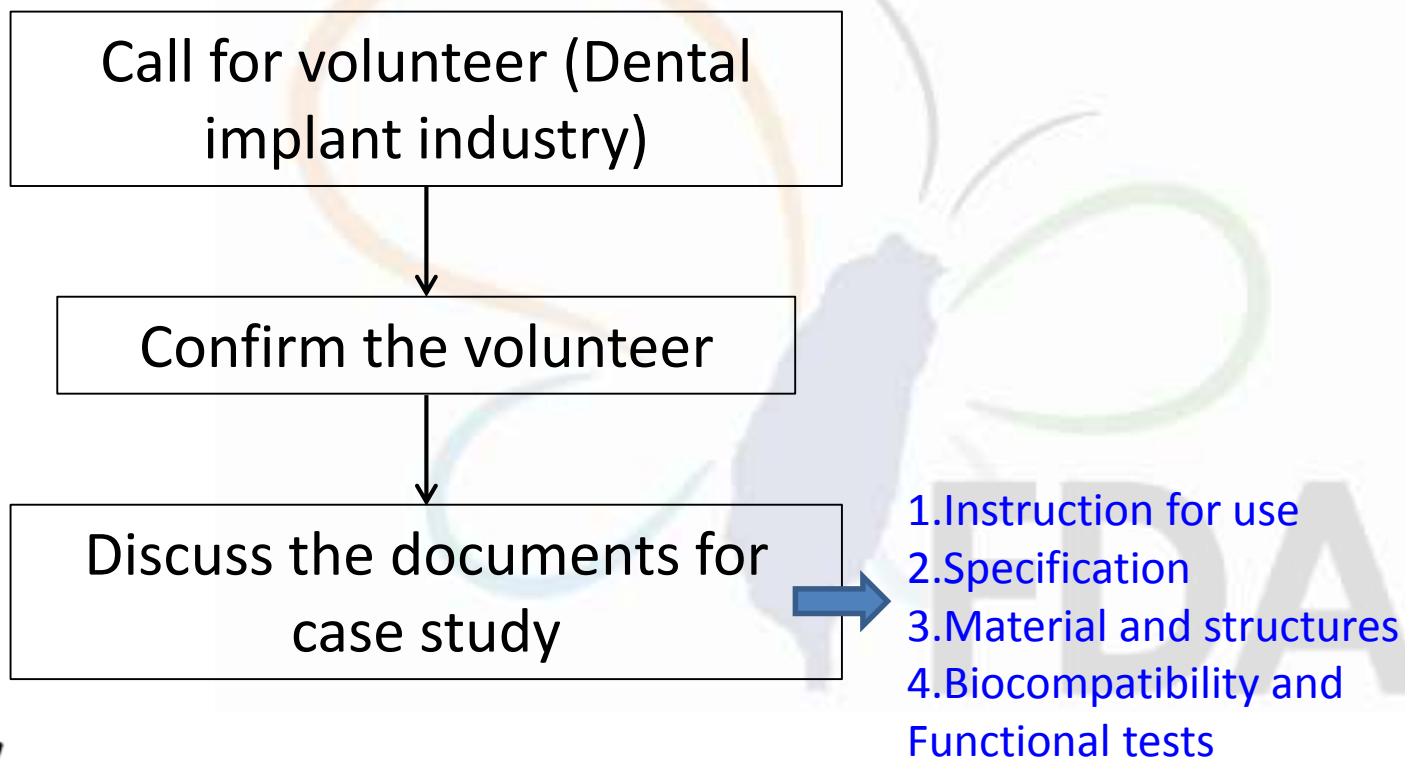 Call for volunteer (Dental
implant industry)
Confirm the volunteer
Discuss the documents for
case study
1.Instruction for use
2.Specification
3.Material and structures
4.Biocompatibility and
Functional tests
FDA